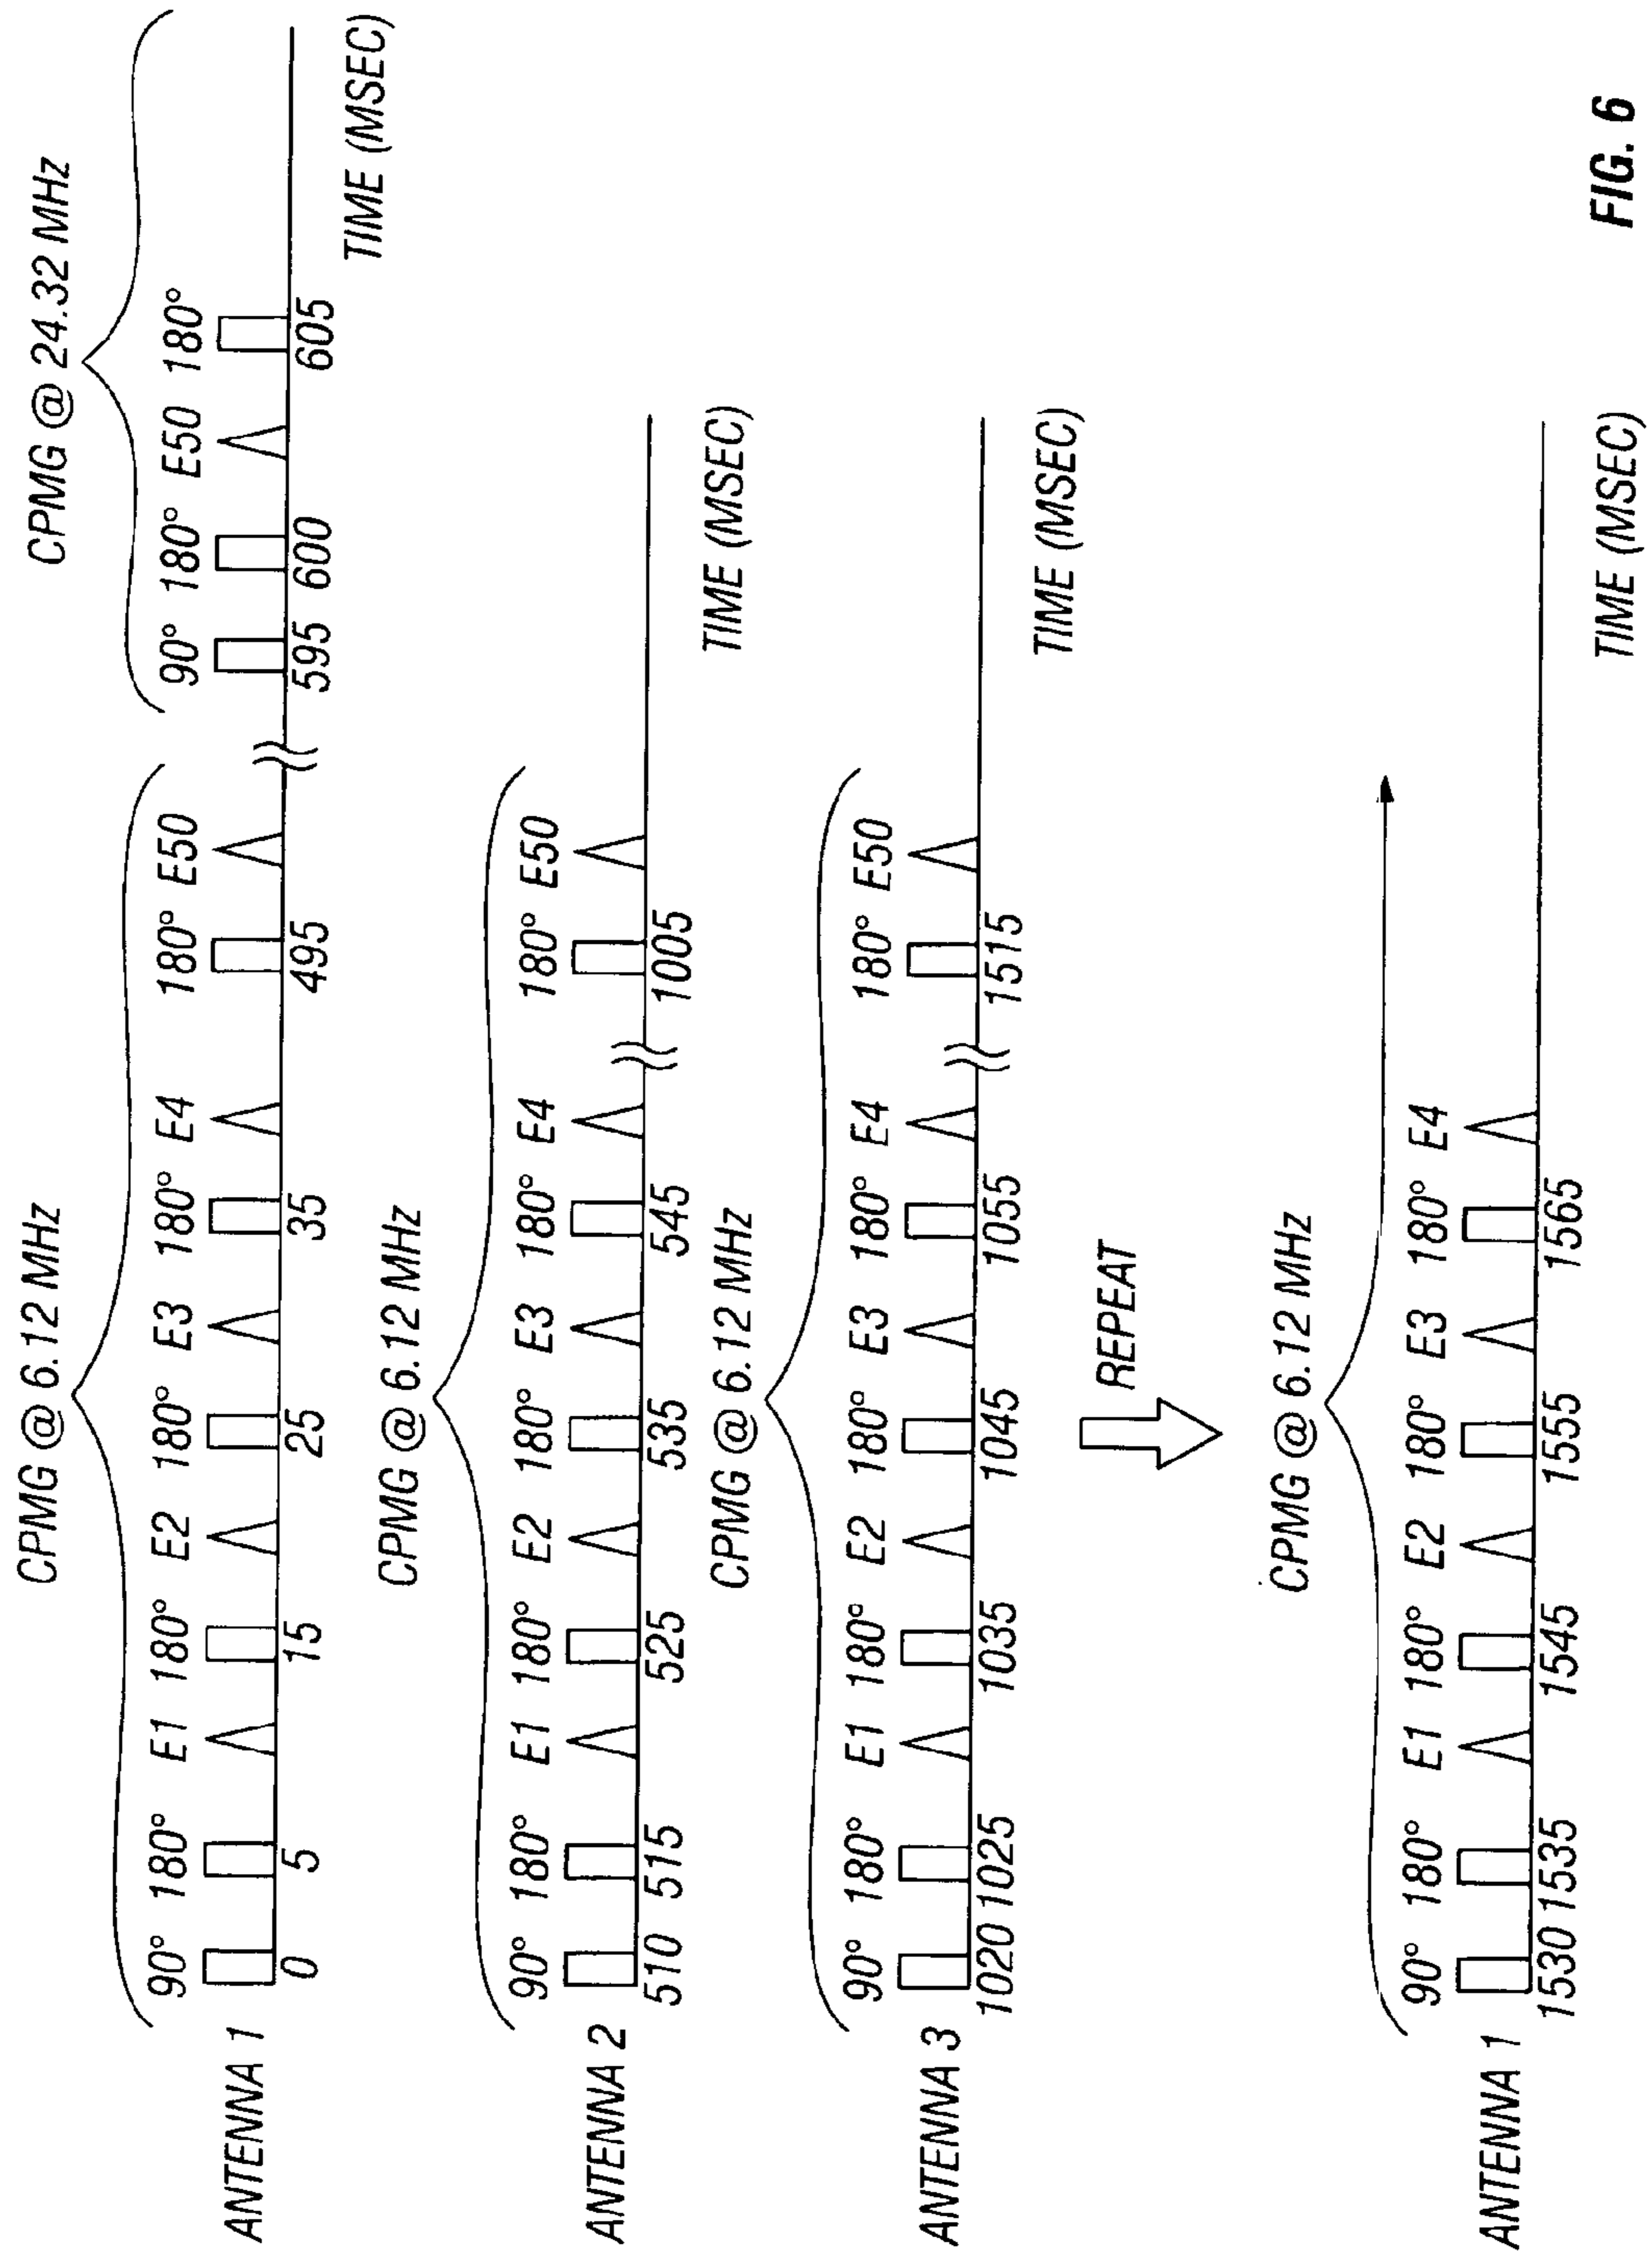 CPMG @ 6.12 MHz
CPMG @ 24.32 MHz
90° 180° E1 180° E2 180° E3 180° E4 180° E50 90° 180° E50 180°
ANTENNA 1
0 5 15 25 35 495 595 600 605
TIME (MSEC)
CPMG @ 6.12 MHz
90° 180° E1 180° E2 180° E3 180° E4 180° E50
ANTENNA 2
510 515 525 535 545 1005
TIME (MSEC)
CPMG @ 6.12 MHz
90° 180° E1 180° E2 180° E3 180° E4 180° E50
ANTENNA 3
1020 1025 1035 1045 1055 1515
TIME (MSEC)
REPEAT
CPMG @ 6.12 MHz
90° 180° E1 180° E2 180° E3 180° E4
ANTENNA 1
1530 1535 1545 1555 1565
TIME (MSEC)
FIG. 6